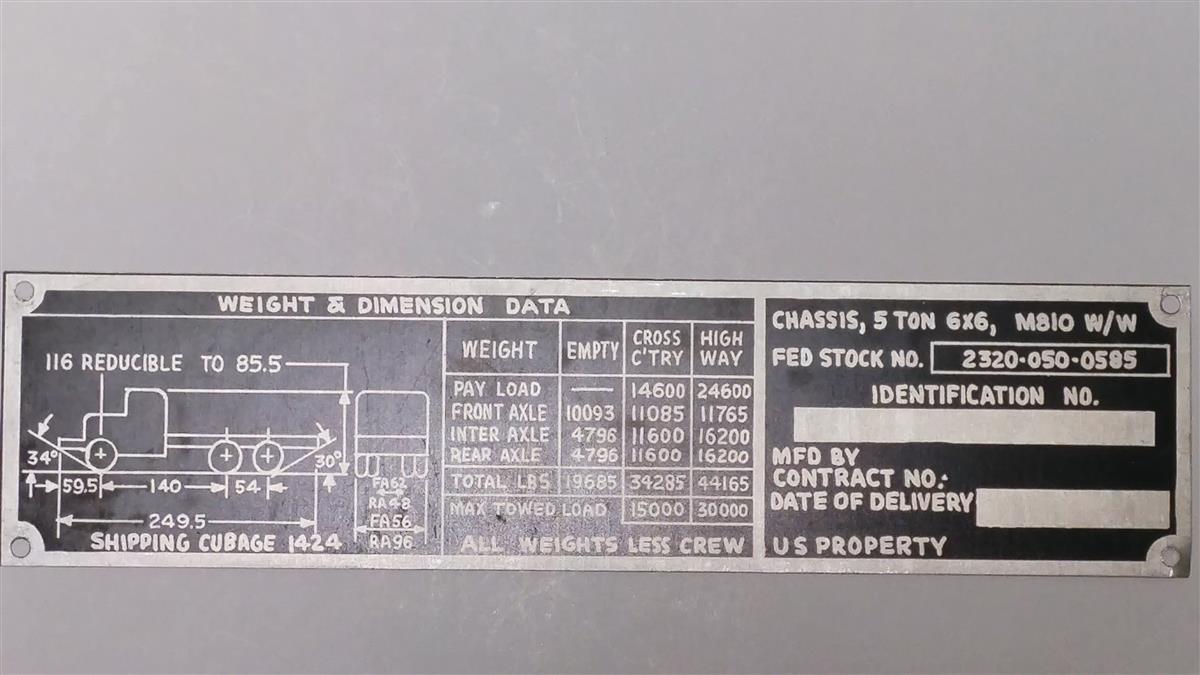 WEIGHT & DIMENSION DATA
116 REDUCIBLE TO 85.5
34°
30°
59.5 140 54
249.5
SHIPPING CUBAGE 1424
FA62
RA48
FA56
RA96
WEIGHT EMPTY CROSS C'TRY HIGH WAY
PAY LOAD — 14600 24600
FRONT AXLE 10093 11085 11765
INTER AXLE 4796 11600 16200
REAR AXLE 4796 11600 16200
TOTAL LBS 19685 34285 44165
MAX TOWED LOAD 15000 30000
ALL WEIGHTS LESS CREW
CHASSIS, 5 TON 6X6, M810 W/W
FED STOCK NO. 2320-050-0585
IDENTIFICATION NO.
MFD BY
CONTRACT NO.
DATE OF DELIVERY
US PROPERTY